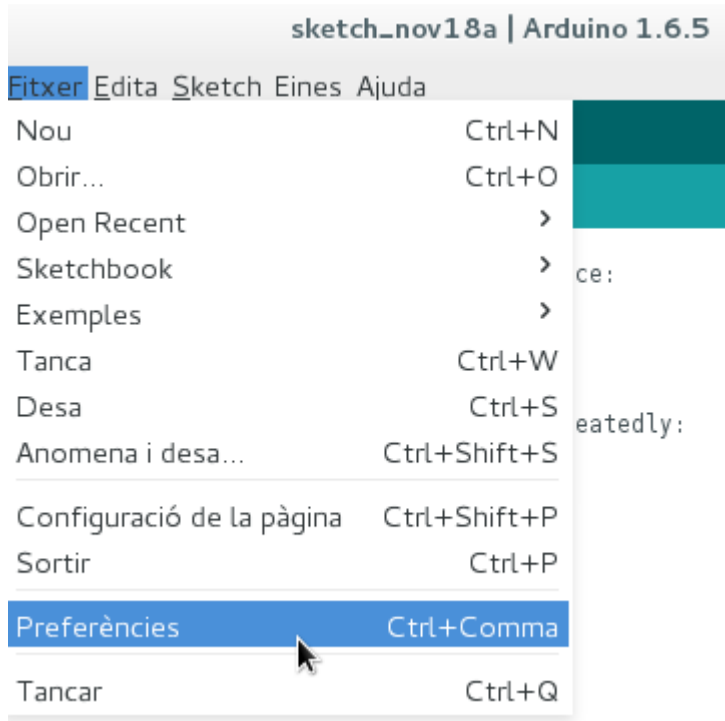 sketch_nov18a | Arduino 1.6.5
Fitxer Edita Sketch Eines Ajuda
Nou Ctrl+N
Obrir... Ctrl+O
Open Recent >
Sketchbook >
ce:
Exemples >
Tanca Ctrl+W
Desa Ctrl+S
eatedly:
Anomena i desa... Ctrl+Shift+S
Configuració de la pàgina Ctrl+Shift+P
Sortir Ctrl+P
Preferències Ctrl+Comma
Tancar Ctrl+Q